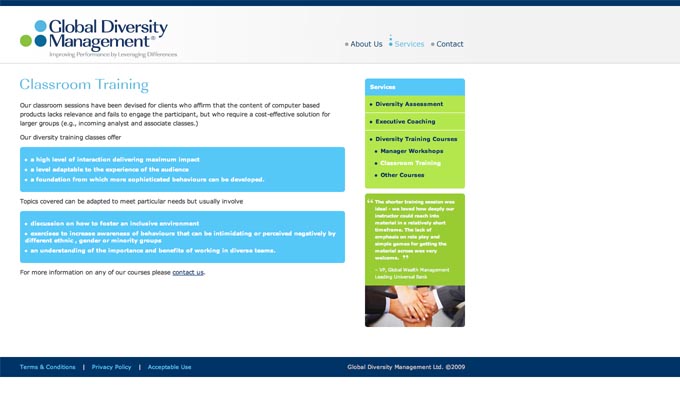 Global Diversity
Management®
Improving Performance by Leveraging Differences
About Us
Services
Contact
Classroom Training
Our classroom sessions have been devised for clients who affirm that the content of computer based
products lacks relevance and fails to engage the participant, but who require a cost-effective solution for
larger groups (e.g., incoming analyst and associate classes.)
Our diversity training classes offer
a high level of interaction delivering maximum impact
a level adaptable to the experience of the audience
a foundation from which more sophisticated behaviours can be developed.
Topics covered can be adapted to meet particular needs but usually involve
discussion on how to foster an inclusive environment
exercises to increase awareness of behaviours that can be intimidating or perceived negatively by
different ethnic , gender or minority groups
an understanding of the importance and benefits of working in diverse teams.
For more information on any of our courses please contact us.
Services
Diversity Assessment
Executive Coaching
Diversity Training Courses
Manager Workshops
Classroom Training
Other Courses
“ The shorter training session was
ideal - we loved how deeply our
instructor could reach into
material in a relatively short
timeframe. The lack of
emphasis on role play and
simple games for getting the
material across was very
welcome. ”
- VP, Global Wealth Management
Leading Universal Bank
Terms & Conditions | Privacy Policy | Acceptable Use
Global Diversity Management Ltd. ©2009